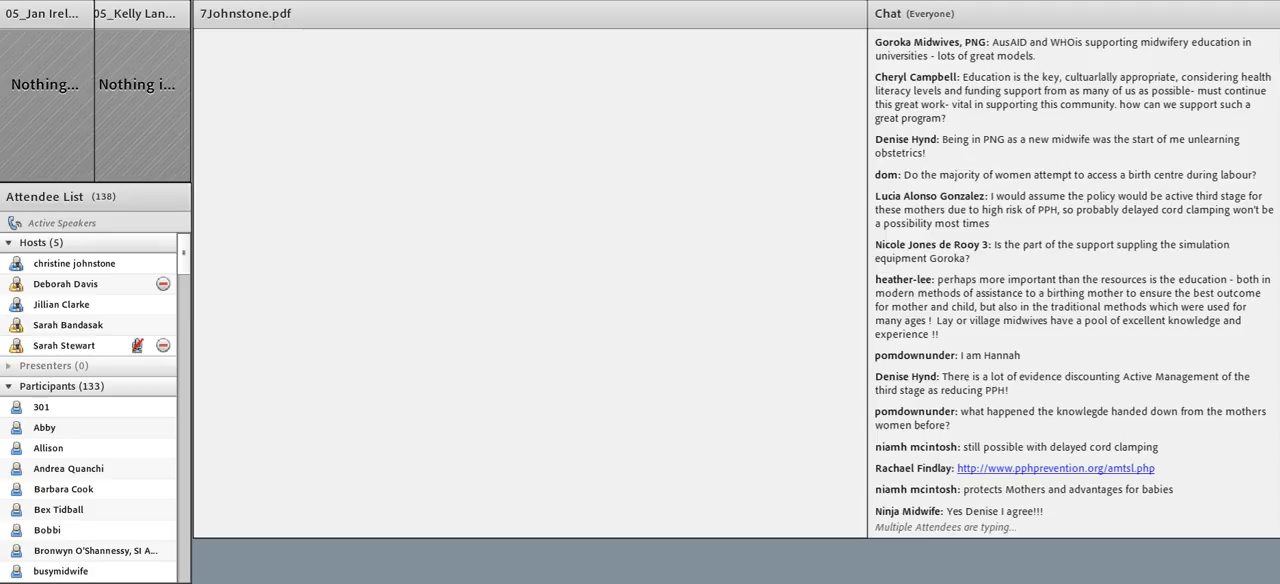 05_Jan Irel...
05_Kelly Lan...
7Johnstone.pdf
Chat (Everyone)
Nothing...
Nothing i...
Attendee List (138)
Active Speakers
Hosts (5)
christine johnstone
Deborah Davis
Jillian Clarke
Sarah Bandasak
Sarah Stewart
Presenters (0)
Participants (133)
301
Abby
Allison
Andrea Quanchi
Barbara Cook
Bex Tidball
Bobbi
Bronwyn O'Shannessy, SI A...
busymidwife
Goroka Midwives, PNG: AusAID and WHOis supporting midwifery education in
universities - lots of great models.
Cheryl Campbell: Education is the key, cultuarlally appropriate, considering health
literacy levels and funding support from as many of us as possible- must continue
this great work- vital in supporting this community. how can we support such a
great program?
Denise Hynd: Being in PNG as a new midwife was the start of me unlearning
obstetrics!
dom: Do the majority of women attempt to access a birth centre during labour?
Lucia Alonso Gonzalez: I would assume the policy would be active third stage for
these mothers due to high risk of PPH, so probably delayed cord clamping won't be
a possibility most times
Nicole Jones de Rooy 3: Is the part of the support suppling the simulation
equipment Goroka?
heather-lee: perhaps more important than the resources is the education - both in
modern methods of assistance to a birthing mother to ensure the best outcome
for mother and child, but also in the traditional methods which were used for
many ages ! Lay or village midwives have a pool of excellent knowledge and
experience !!
pomdownunder: I am Hannah
Denise Hynd: There is a lot of evidence discounting Active Management of the
third stage as reducing PPH!
pomdownunder: what happened the knowlegde handed down from the mothers
women before?
niamh mcintosh: still possible with delayed cord clamping
Rachael Findlay: http://www.pphprevention.org/amtsl.php
niamh mcintosh: protects Mothers and advantages for babies
Ninja Midwife: Yes Denise I agree!!!
Multiple Attendees are typing...